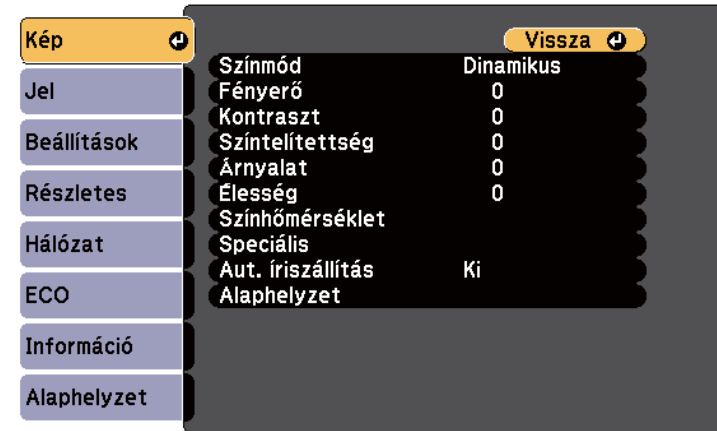 Kép
Jel
Beállítások
Részletes
Hálózat
ECO
Információ
Alaphelyzet
Vissza
Színmód Dinamikus
Fényerő 0
Kontraszt 0
Színtelítettség 0
Árnyalat 0
Élesség 0
Színhőmérséklet
Speciális
Aut. íriszállítás Ki
Alaphelyzet